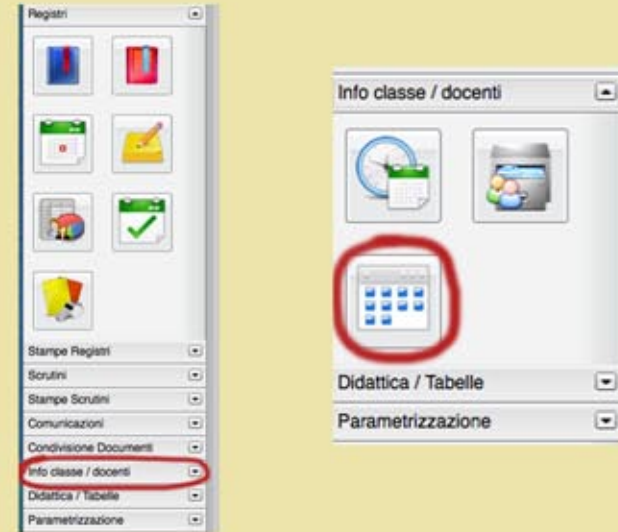 Registri
Stampe Registri
Scrutini
Stampe Scrutini
Comunicazioni
Condivisione Documenti
Info classe / docenti
Didattica / Tabelle
Parametrizzazione
Info classe / docenti
Didattica / Tabelle
Parametrizzazione